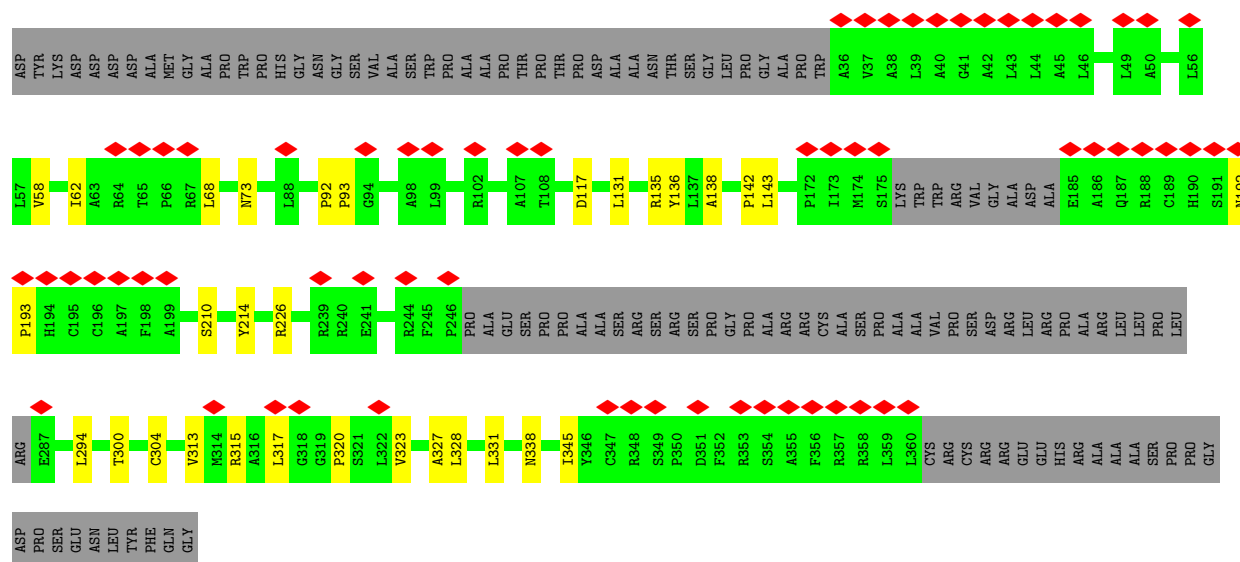 ASP TYR LYS ASP ASP ASP ASP ALA MET GLY ALA PRO TRP PRO HIS GLY ASN GLY SER VAL ALA SER TRP PRO ALA ALA PRO THR PRO THR PRO ASP ALA ALA ASN THR SER GLY LEU PRO GLY ALA PRO TRP A36 V37 A38 L39 A40 G41 A42 L43 L44 A45 L46 L49 A50 L56
L57 V58 I62 A63 R64 T65 P66 R67 L68 N73 L88 P92 P93 G94 A98 L99 R102 A107 T108 D117 L131 R135 Y136 L137 A138 P142 L143 P172 I173 M174 S175 LYS TRP TRP ARG VAL GLY ALA ASP ALA E185 A186 Q187 R188 C189 H190 S191 N192
P193 H194 C195 C196 A197 F198 A199 S210 Y214 R226 R239 R240 E241 R244 F245 P246 PRO ALA GLU SER PRO PRO ALA ALA SER ARG SER ARG SER PRO GLY PRO ALA ARG ARG CYS ALA SER PRO ALA ALA VAL PRO SER ASP ARG LEU ARG PRO ALA ARG LEU LEU PRO LEU
ARG E287 L294 T300 C304 V313 M314 R315 A316 L317 G318 G319 P320 S321 L322 V323 A327 L328 L331 N338 I345 Y346 C347 R348 S349 P350 D351 F352 R353 S354 A355 F356 R357 R358 L359 L360 CYS ARG CYS ARG ARG GLU GLU HIS ARG ALA ALA ALA SER PRO PRO GLY
ASP PRO SER GLU ASN LEU TYR PHE GLN GLY